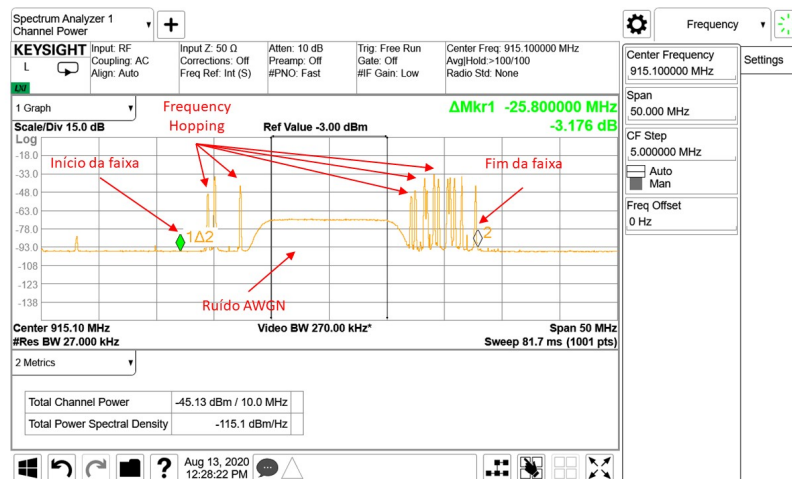 Spectrum Analyzer 1
Channel Power
Frequency
KEYSIGHT
L
LXI
Input: RF
Coupling: AC
Align: Auto
Input Z: 50 Ω
Corrections: Off
Freq Ref: Int (S)
Atten: 10 dB
Preamp: Off
#PNO: Fast
Trig: Free Run
Gate: Off
#IF Gain: Low
Center Freq: 915.100000 MHz
Avg|Hold:>100/100
Radio Std: None
Center Frequency
915.100000 MHz
Settings
Span
50.000 MHz
CF Step
5.000000 MHz
Auto
Man
Freq Offset
0 Hz
1 Graph
Scale/Div 15.0 dB
Log
Frequency
Hopping
Ref Value -3.00 dBm
ΔMkr1 -25.800000 MHz
-3.176 dB
-18.0
-33.0
-48.0
-63.0
-78.0
-93.0
-108
-123
-138
Início da faixa
Fim da faixa
1Δ2
2
Ruído AWGN
Center 915.10 MHz
#Res BW 27.000 kHz
Video BW 270.00 kHz*
Span 50 MHz
Sweep 81.7 ms (1001 pts)
2 Metrics
Total Channel Power -45.13 dBm / 10.0 MHz
Total Power Spectral Density -115.1 dBm/Hz
?
Aug 13, 2020
12:28:22 PM